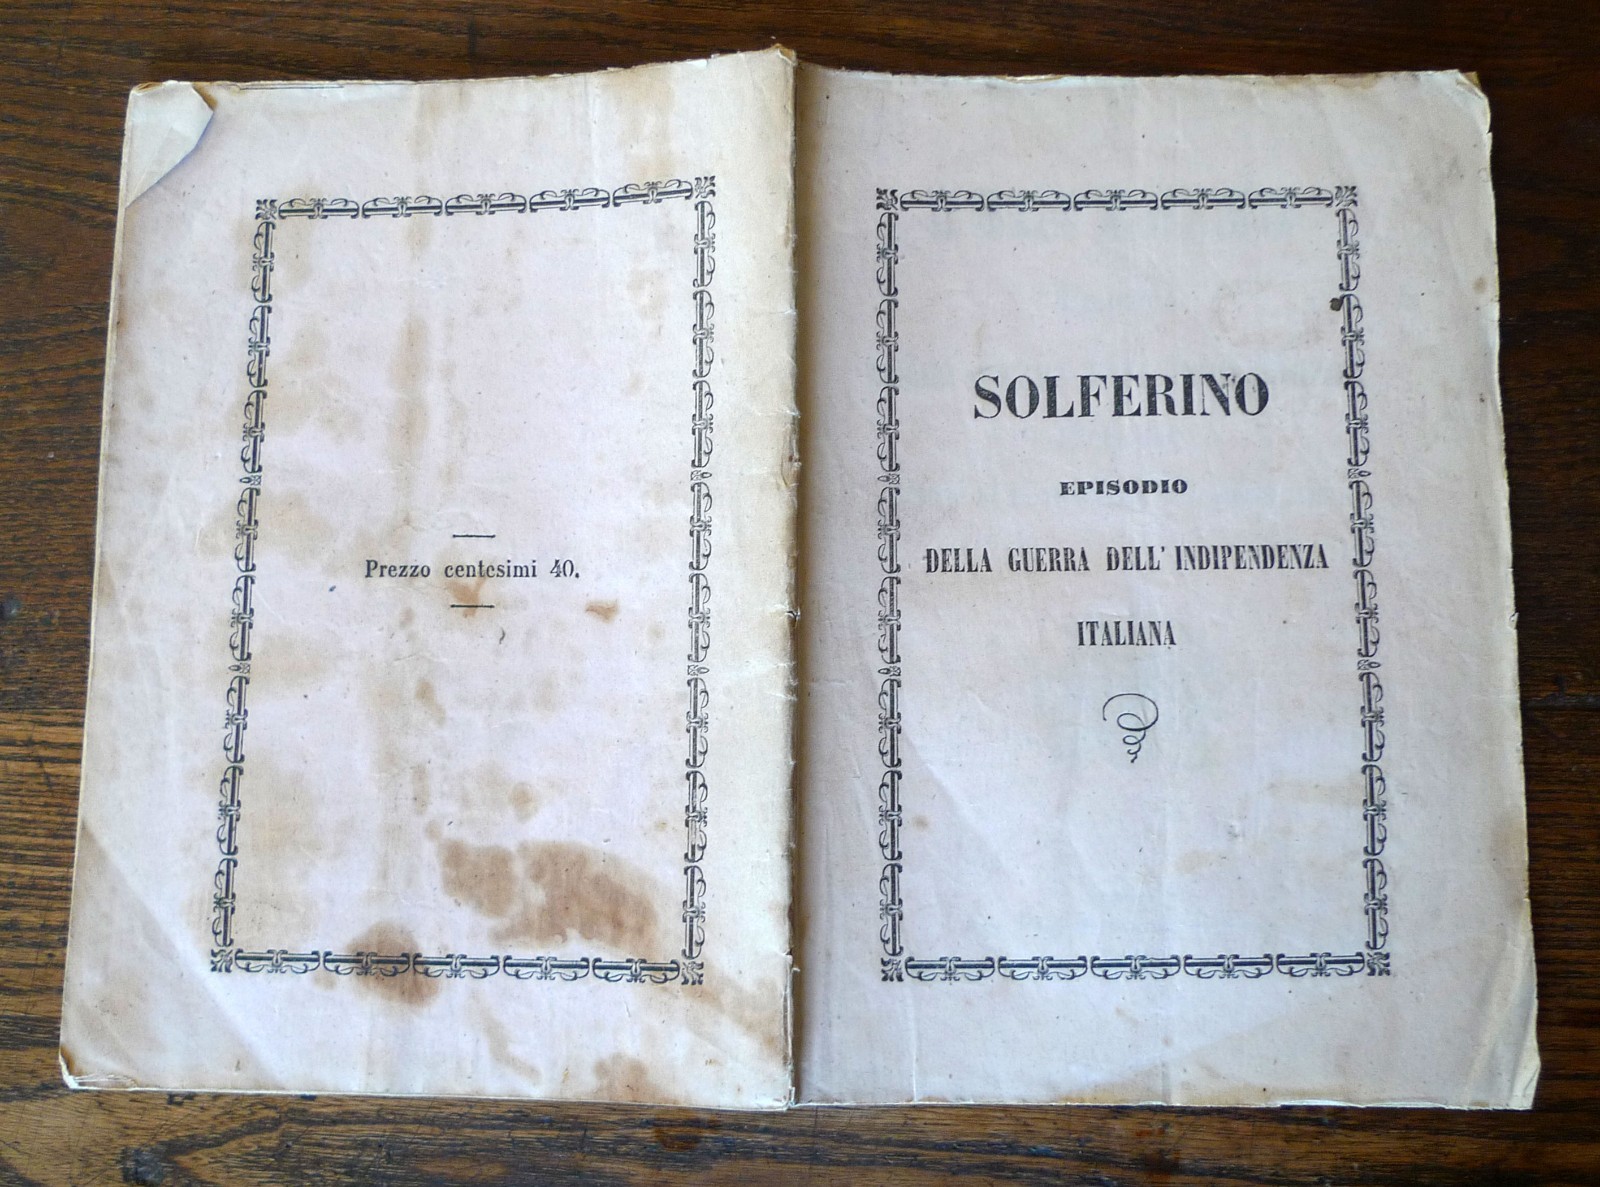 Prezzo centesimi 40.
SOLFERINO
EPISODIO
DELLA GUERRA DELL' INDIPENDENZA
ITALIANA